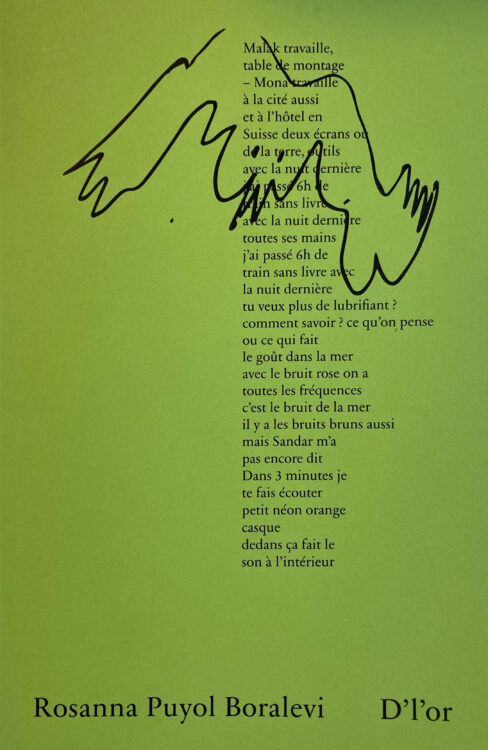 Malak travaille,
table de montage
– Mona travaille
à la cité aussi
et à l'hôtel en
Suisse deux écrans ou
de la terre, outils
avec la nuit dernière
j'ai passé 6h de
train sans livre
avec la nuit dernière
toutes ses mains
j'ai passé 6h de
train sans livre avec
la nuit dernière
tu veux plus de lubrifiant ?
comment savoir ? ce qu'on pense
ou ce qui fait
le goût dans la mer
avec le bruit rose on a
toutes les fréquences
c'est le bruit de la mer
il y a les bruits bruns aussi
mais Sandar m'a
pas encore dit
Dans 3 minutes je
te fais écouter
petit néon orange
casque
dedans ça fait le
son à l'intérieur
Rosanna Puyol Boralevi D'l'or